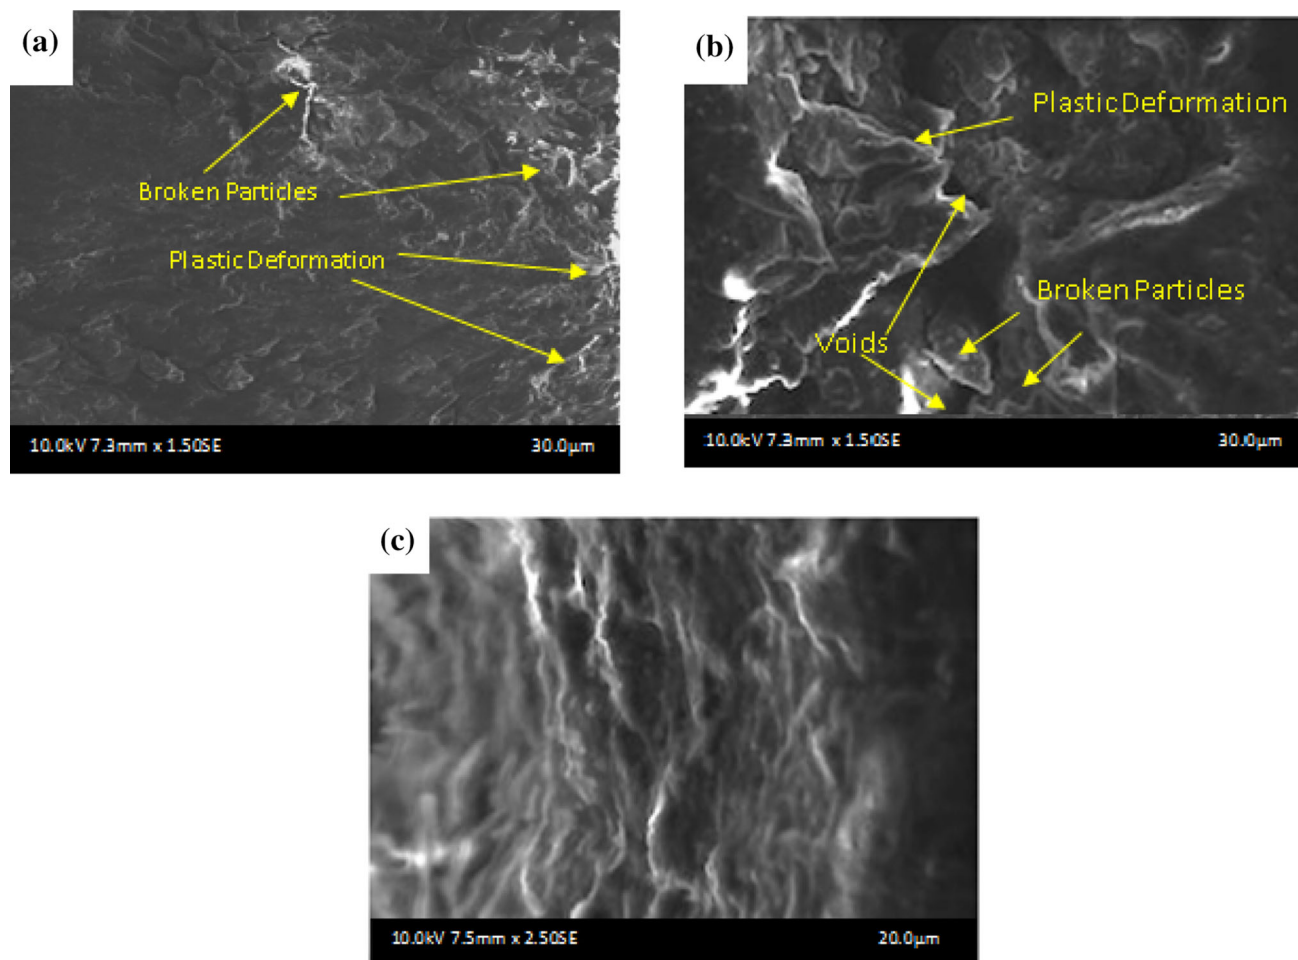 (a)
Broken Particles
Plastic Deformation
10.0kV 7.3mm x 1.50SE 30.0µm
(b)
Plastic Deformation
Broken Particles
Voids
10.0kV 7.3mm x 1.50SE 30.0µm
(c)
10.0kV 7.5mm x 2.50SE 20.0µm